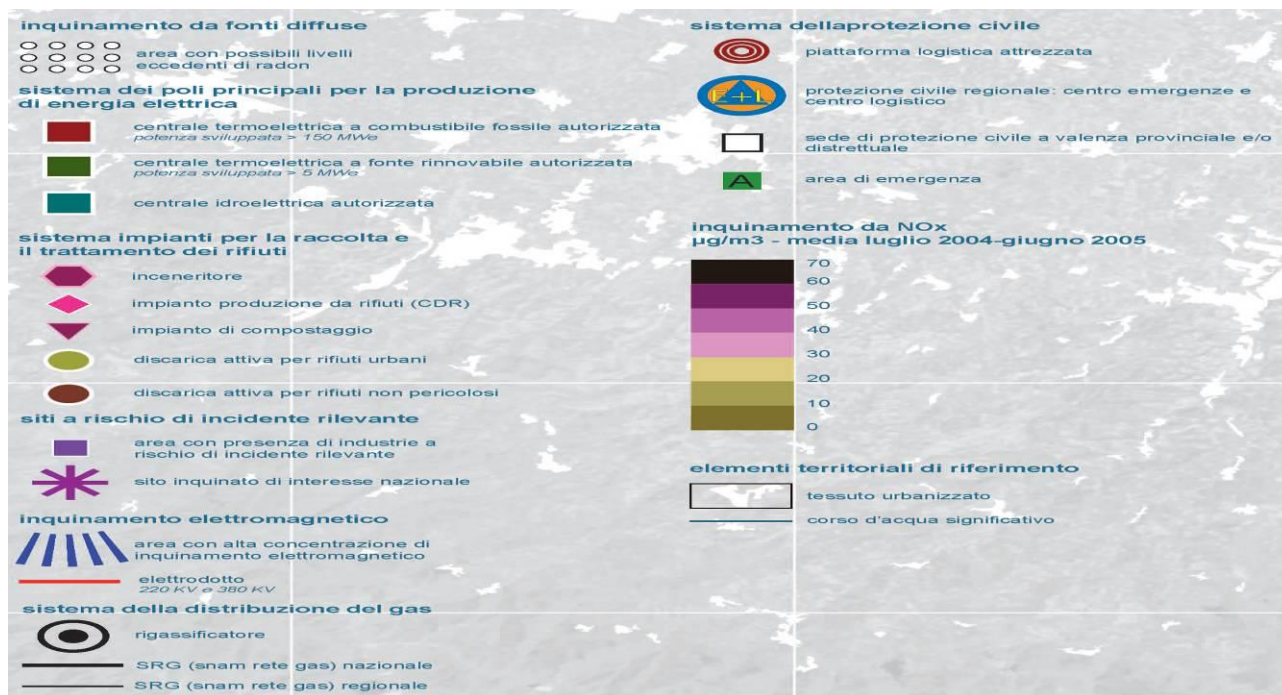 inquinamento da fonti diffuse
area con possibili livelli
eccedenti di radon
sistema dei poli principali per la produzione
di energia elettrica
centrale termoelettrica a combustibile fossile autorizzata
potenza sviluppata > 150 MWe
centrale termoelettrica a fonte rinnovabile autorizzata
potenza sviluppata > 5 MWe
centrale idroelettrica autorizzata
sistema impianti per la raccolta e
il trattamento dei rifiuti
inceneritore
impianto produzione da rifiuti (CDR)
impianto di compostaggio
discarica attiva per rifiuti urbani
discarica attiva per rifiuti non pericolosi
siti a rischio di incidente rilevante
area con presenza di industrie a
rischio di incidente rilevante
sito inquinato di interesse nazionale
inquinamento elettromagnetico
area con alta concentrazione di
inquinamento elettromagnetico
elettrodotto
220 KV e 380 KV
sistema della distribuzione del gas
rigassificatore
SRG (snam rete gas) nazionale
SRG (snam rete gas) regionale
sistema dellaprotezione civile
piattaforma logistica attrezzata
E+L
protezione civile regionale: centro emergenze e
centro logistico
sede di protezione civile a valenza provinciale e/o
distrettuale
A
area di emergenza
inquinamento da NOx
µg/m3 - media luglio 2004-giugno 2005
70
60
50
40
30
20
10
0
elementi territoriali di riferimento
tessuto urbanizzato
corso d'acqua significativo